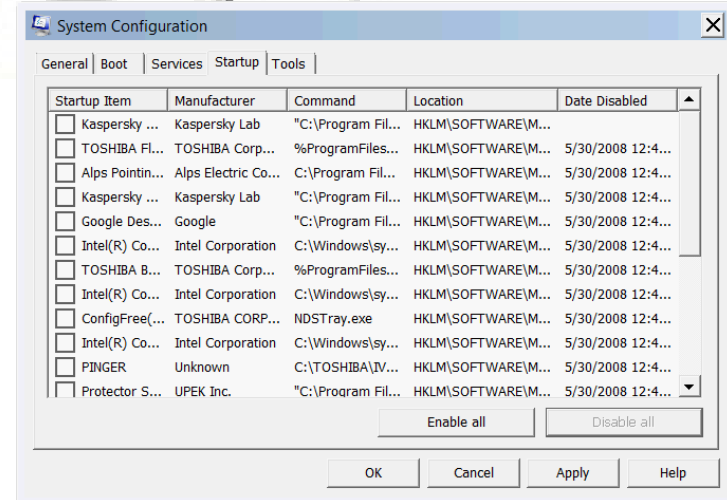 System Configuration
General Boot Services Startup Tools
Startup Item Manufacturer Command Location Date Disabled
Kaspersky ... Kaspersky Lab "C:\Program Fil... HKLM\SOFTWARE\M...
TOSHIBA Fl... TOSHIBA Corp... %ProgramFiles... HKLM\SOFTWARE\M... 5/30/2008 12:4...
Alps Pointin... Alps Electric Co... C:\Program Fil... HKLM\SOFTWARE\M... 5/30/2008 12:4...
Kaspersky ... Kaspersky Lab "C:\Program Fil... HKLM\SOFTWARE\M... 5/30/2008 12:4...
Google Des... Google "C:\Program Fil... HKLM\SOFTWARE\M... 5/30/2008 12:4...
Intel(R) Co... Intel Corporation C:\Windows\sy... HKLM\SOFTWARE\M... 5/30/2008 12:4...
TOSHIBA B... TOSHIBA Corp... %ProgramFiles... HKLM\SOFTWARE\M... 5/30/2008 12:4...
Intel(R) Co... Intel Corporation C:\Windows\sy... HKLM\SOFTWARE\M... 5/30/2008 12:4...
ConfigFree(... TOSHIBA CORP... NDSTray.exe HKLM\SOFTWARE\M... 5/30/2008 12:4...
Intel(R) Co... Intel Corporation C:\Windows\sy... HKLM\SOFTWARE\M... 5/30/2008 12:4...
PINGER Unknown C:\TOSHIBA\IV... HKLM\SOFTWARE\M... 5/30/2008 12:4...
Protector S... UPEK Inc. "C:\Program Fil... HKLM\SOFTWARE\M... 5/30/2008 12:4...
Enable all Disable all
OK Cancel Apply Help